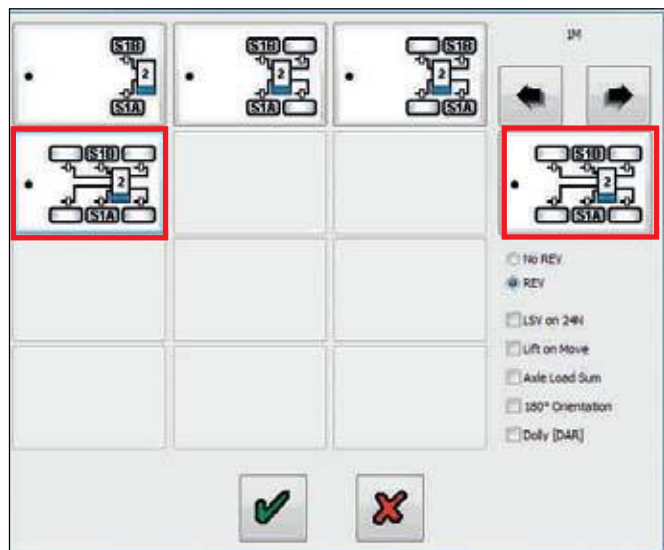 1M
S1B
S1B
S1B
2
2
2
S1A
S1A
S1A
S1B
S1B
2
2
S1A
S1A
No REV
REV
LSV on 24N
Lift on Move
Axle Load Sum
180° Orientation
Dolly [DAR]